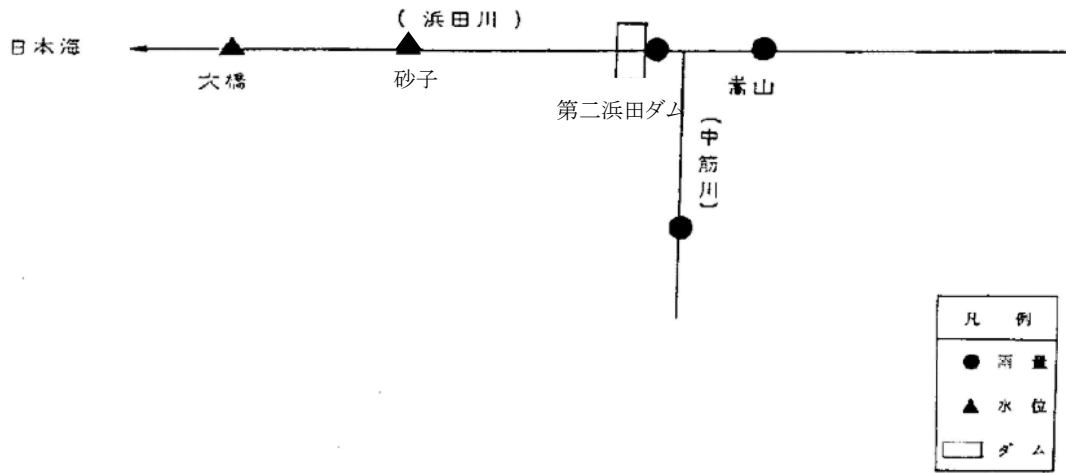 (浜田川)
日本海
大橋
砂子
第二浜田ダム
嵩山
(中筋川)
凡 例
● 雨量
▲ 水位
ダム